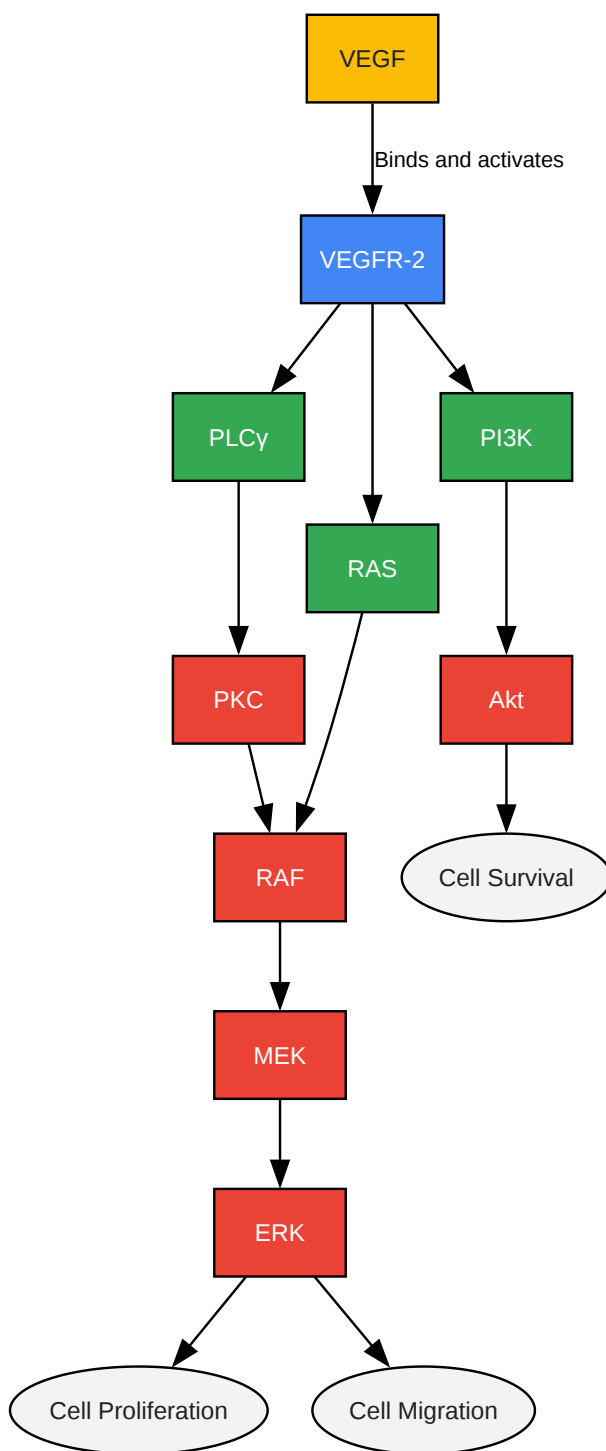 VEGF
Binds and activates
VEGFR-2
PLCγ
PI3K
RAS
PKC
Akt
RAF
Cell Survival
MEK
ERK
Cell Proliferation
Cell Migration